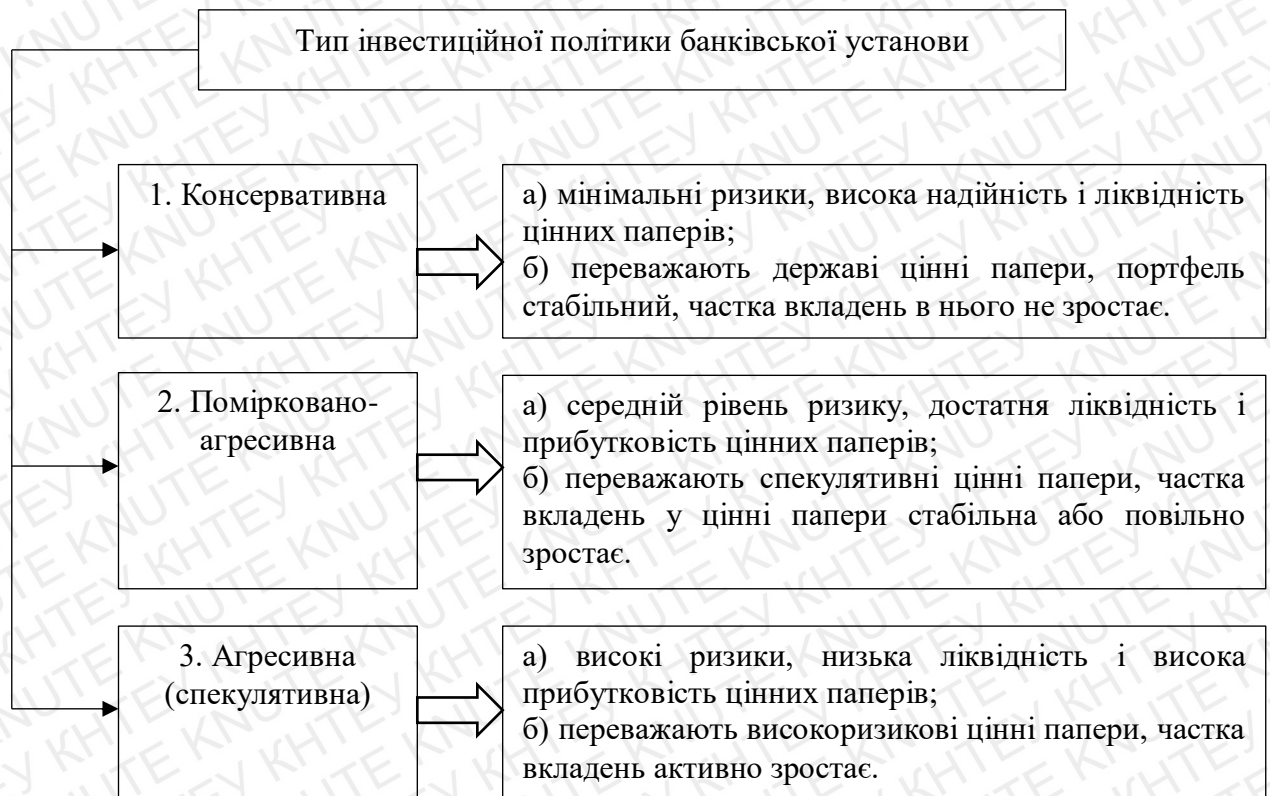 Тип інвестиційної політики банківської установи
1. Консервативна
а) мінімальні ризики, висока надійність і ліквідність
цінних паперів;
б) переважають державі цінні папери, портфель
стабільний, частка вкладень в нього не зростає.
2. Помірковано-
агресивна
а) середній рівень ризику, достатня ліквідність і
прибутковість цінних паперів;
б) переважають спекулятивні цінні папери, частка
вкладень у цінні папери стабільна або повільно
зростає.
3. Агресивна
(спекулятивна)
а) високі ризики, низька ліквідність і висока
прибутковість цінних паперів;
б) переважають високоризикові цінні папери, частка
вкладень активно зростає.